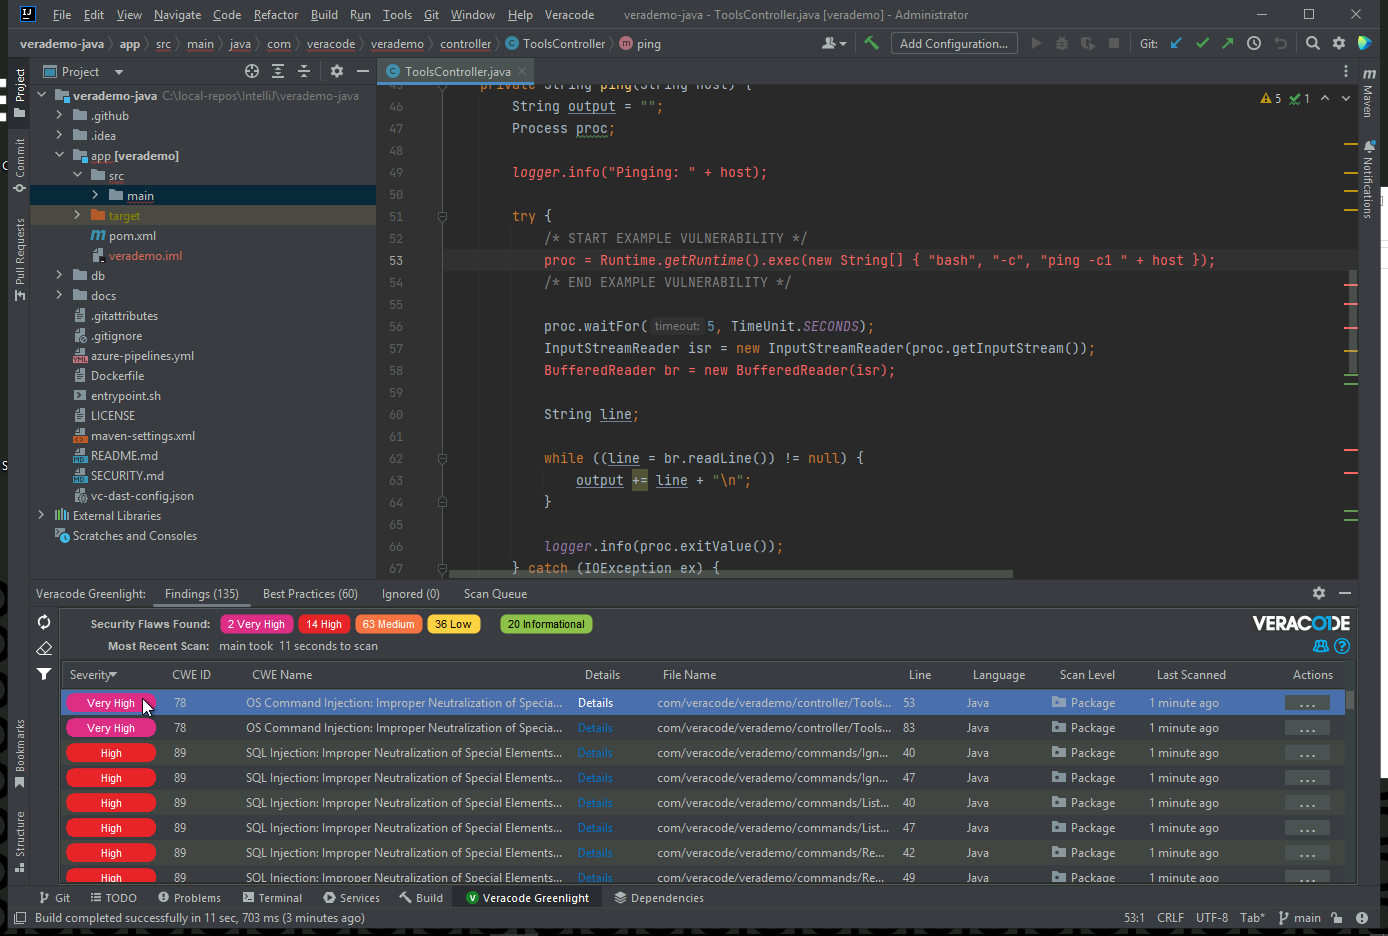 File Edit View Navigate Code Refactor Build Run Tools Git Window Help Veracode verademo-java - ToolsController.java [verademo] - Administrator
verademo-java app src main java com veracode verademo controller ToolsController ping Add Configuration... Git:
Project
ToolsController.java
verademo-java C:\local-repos\IntelliJ\verademo-java
.github
.idea
app [verademo]
src
main
target
pom.xml
verademo.iml
db
docs
.gitattributes
.gitignore
azure-pipelines.yml
Dockerfile
entrypoint.sh
LICENSE
maven-settings.xml
README.md
SECURITY.md
vc-dast-config.json
External Libraries
Scratches and Consoles
Project
Commit
Pull Requests
Bookmarks
Structure
45 private String ping(String host) {
46 String output = "";
47 Process proc;
48
49 logger.info("Pinging: " + host);
50
51 try {
52 /* START EXAMPLE VULNERABILITY */
53 proc = Runtime.getRuntime().exec(new String[] { "bash", "-c", "ping -c1 " + host });
54 /* END EXAMPLE VULNERABILITY */
55
56 proc.waitFor( timeout: 5, TimeUnit.SECONDS);
57 InputStreamReader isr = new InputStreamReader(proc.getInputStream());
58 BufferedReader br = new BufferedReader(isr);
59
60 String line;
61
62 while ((line = br.readLine()) != null) {
63 output += line + "\n";
64 }
65
66 logger.info(proc.exitValue());
67 } catch (IOException ex) {
5 1
Maven
Notifications
Veracode Greenlight: Findings (135) Best Practices (60) Ignored (0) Scan Queue
Security Flaws Found: 2 Very High 14 High 63 Medium 36 Low 20 Informational
VERACODE
Most Recent Scan: main took 11 seconds to scan
Severity CWE ID CWE Name Details File Name Line Language Scan Level Last Scanned Actions
Very High 78 OS Command Injection: Improper Neutralization of Specia... Details com/veracode/verademo/controller/Tools... 53 Java Package 1 minute ago ...
Very High 78 OS Command Injection: Improper Neutralization of Specia... Details com/veracode/verademo/controller/Tools... 83 Java Package 1 minute ago ...
High 89 SQL Injection: Improper Neutralization of Special Elements... Details com/veracode/verademo/commands/Ign... 40 Java Package 1 minute ago ...
High 89 SQL Injection: Improper Neutralization of Special Elements... Details com/veracode/verademo/commands/Ign... 47 Java Package 1 minute ago ...
High 89 SQL Injection: Improper Neutralization of Special Elements... Details com/veracode/verademo/commands/List... 40 Java Package 1 minute ago ...
High 89 SQL Injection: Improper Neutralization of Special Elements... Details com/veracode/verademo/commands/List... 47 Java Package 1 minute ago ...
High 89 SQL Injection: Improper Neutralization of Special Elements... Details com/veracode/verademo/commands/Re... 42 Java Package 1 minute ago ...
High 89 SQL Injection: Improper Neutralization of Special Elements... Details com/veracode/verademo/commands/Re... 49 Java Package 1 minute ago ...
Git TODO Problems Terminal Services Build Veracode Greenlight Dependencies
Build completed successfully in 11 sec, 703 ms (3 minutes ago) 53:1 CRLF UTF-8 Tab* main